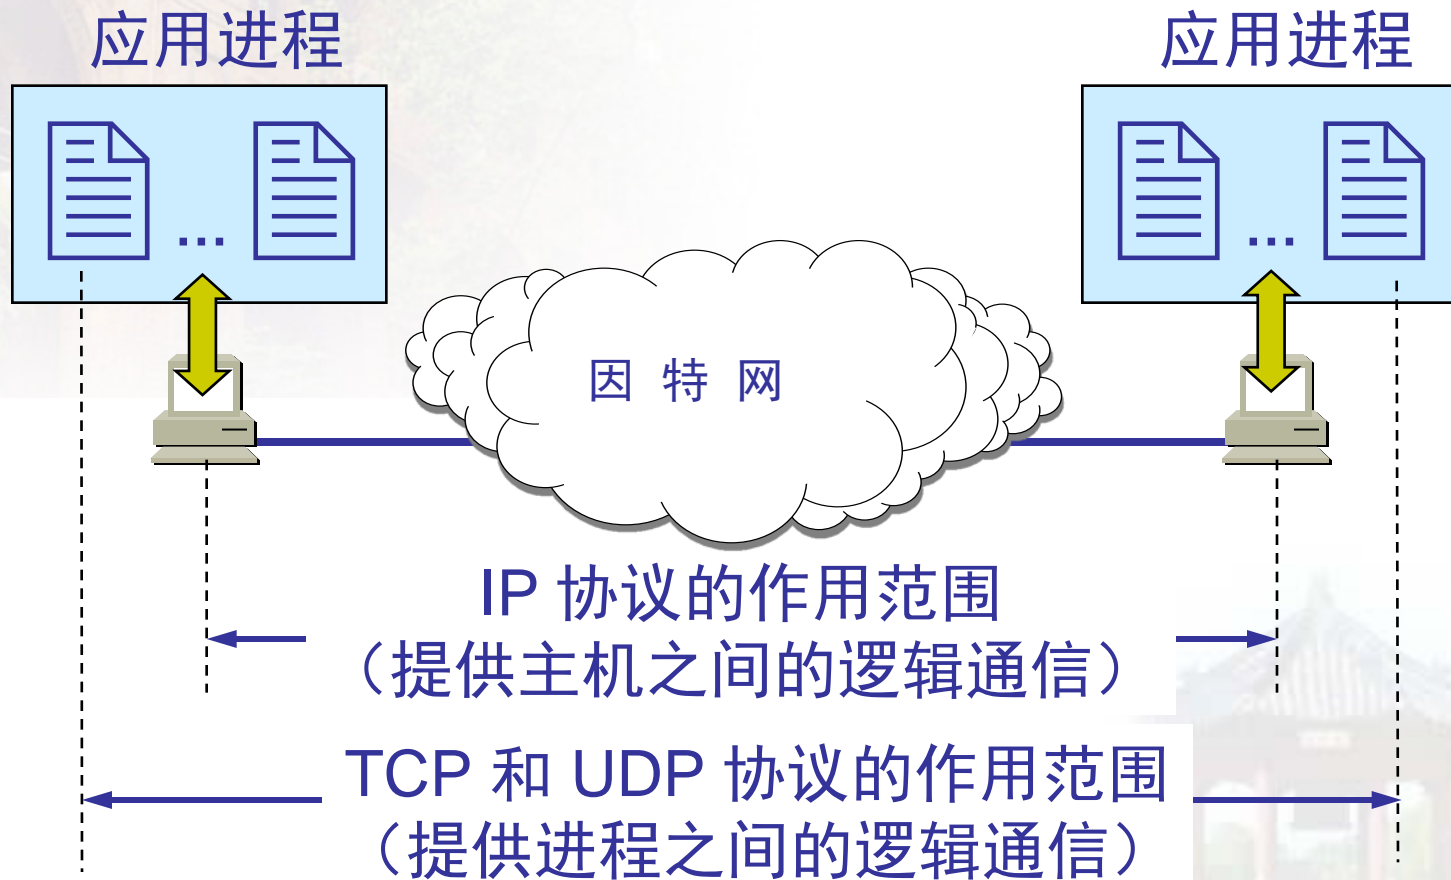 应用进程
应用进程
...
...
因 特 网
IP 协议的作用范围
（提供主机之间的逻辑通信）
TCP 和 UDP 协议的作用范围
（提供进程之间的逻辑通信）